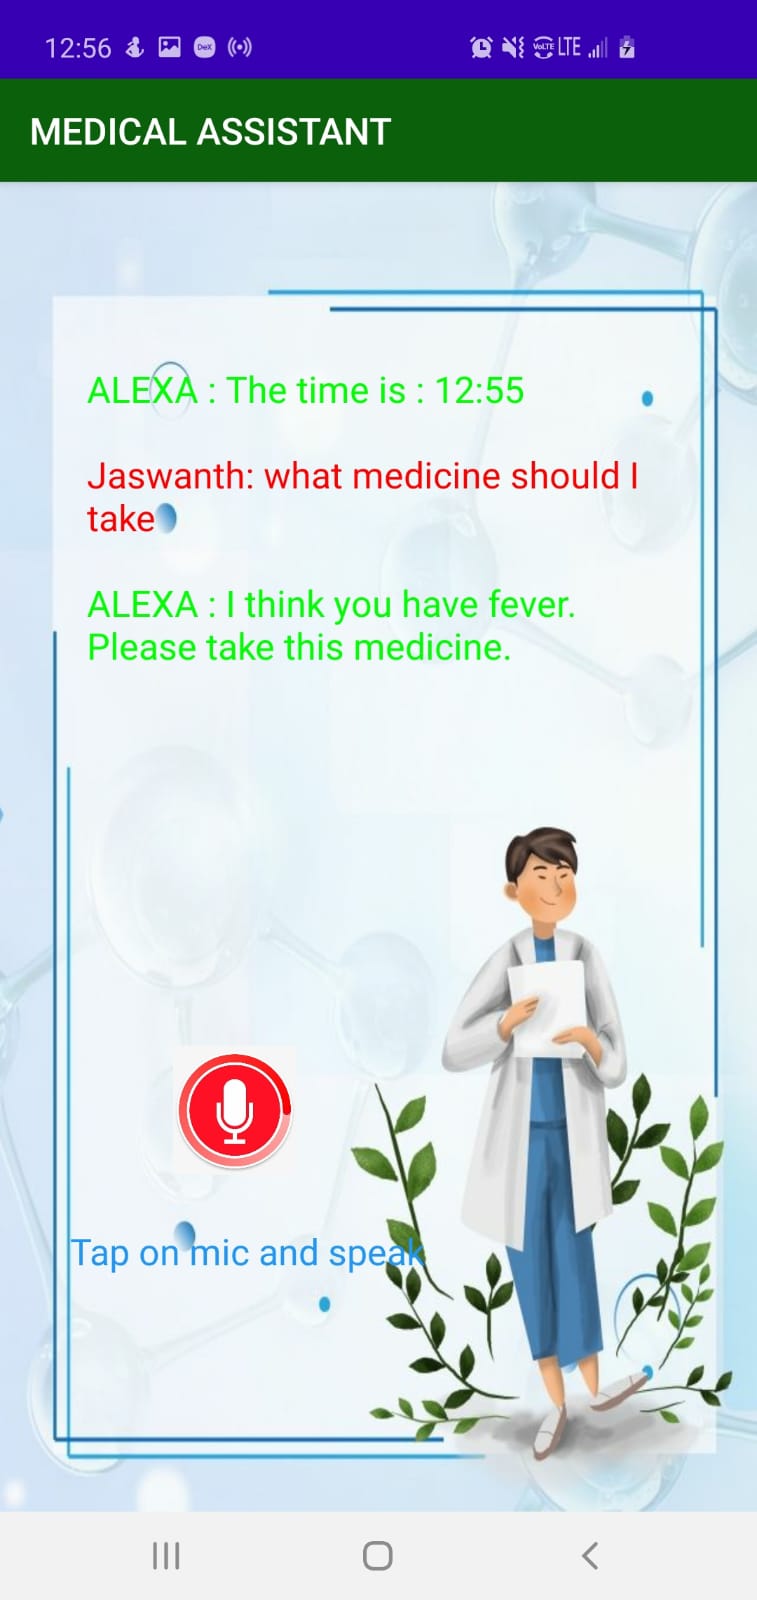 12:56 DeX VoLTE LTE
MEDICAL ASSISTANT
ALEXA : The time is : 12:55
Jaswanth: what medicine should I
take
ALEXA : I think you have fever.
Please take this medicine.
Tap on mic and speak